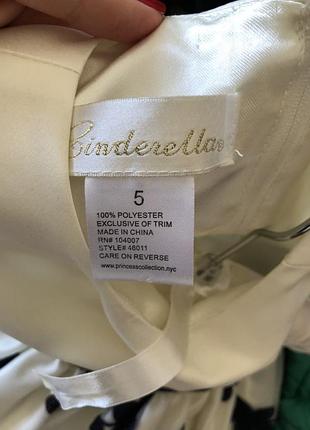 Cinderella
5
100% POLYESTER
EXCLUSIVE OF TRIM
MADE IN CHINA
RN# 104007
STYLE# 46011
CARE ON REVERSE
www.princesscollection.nyc